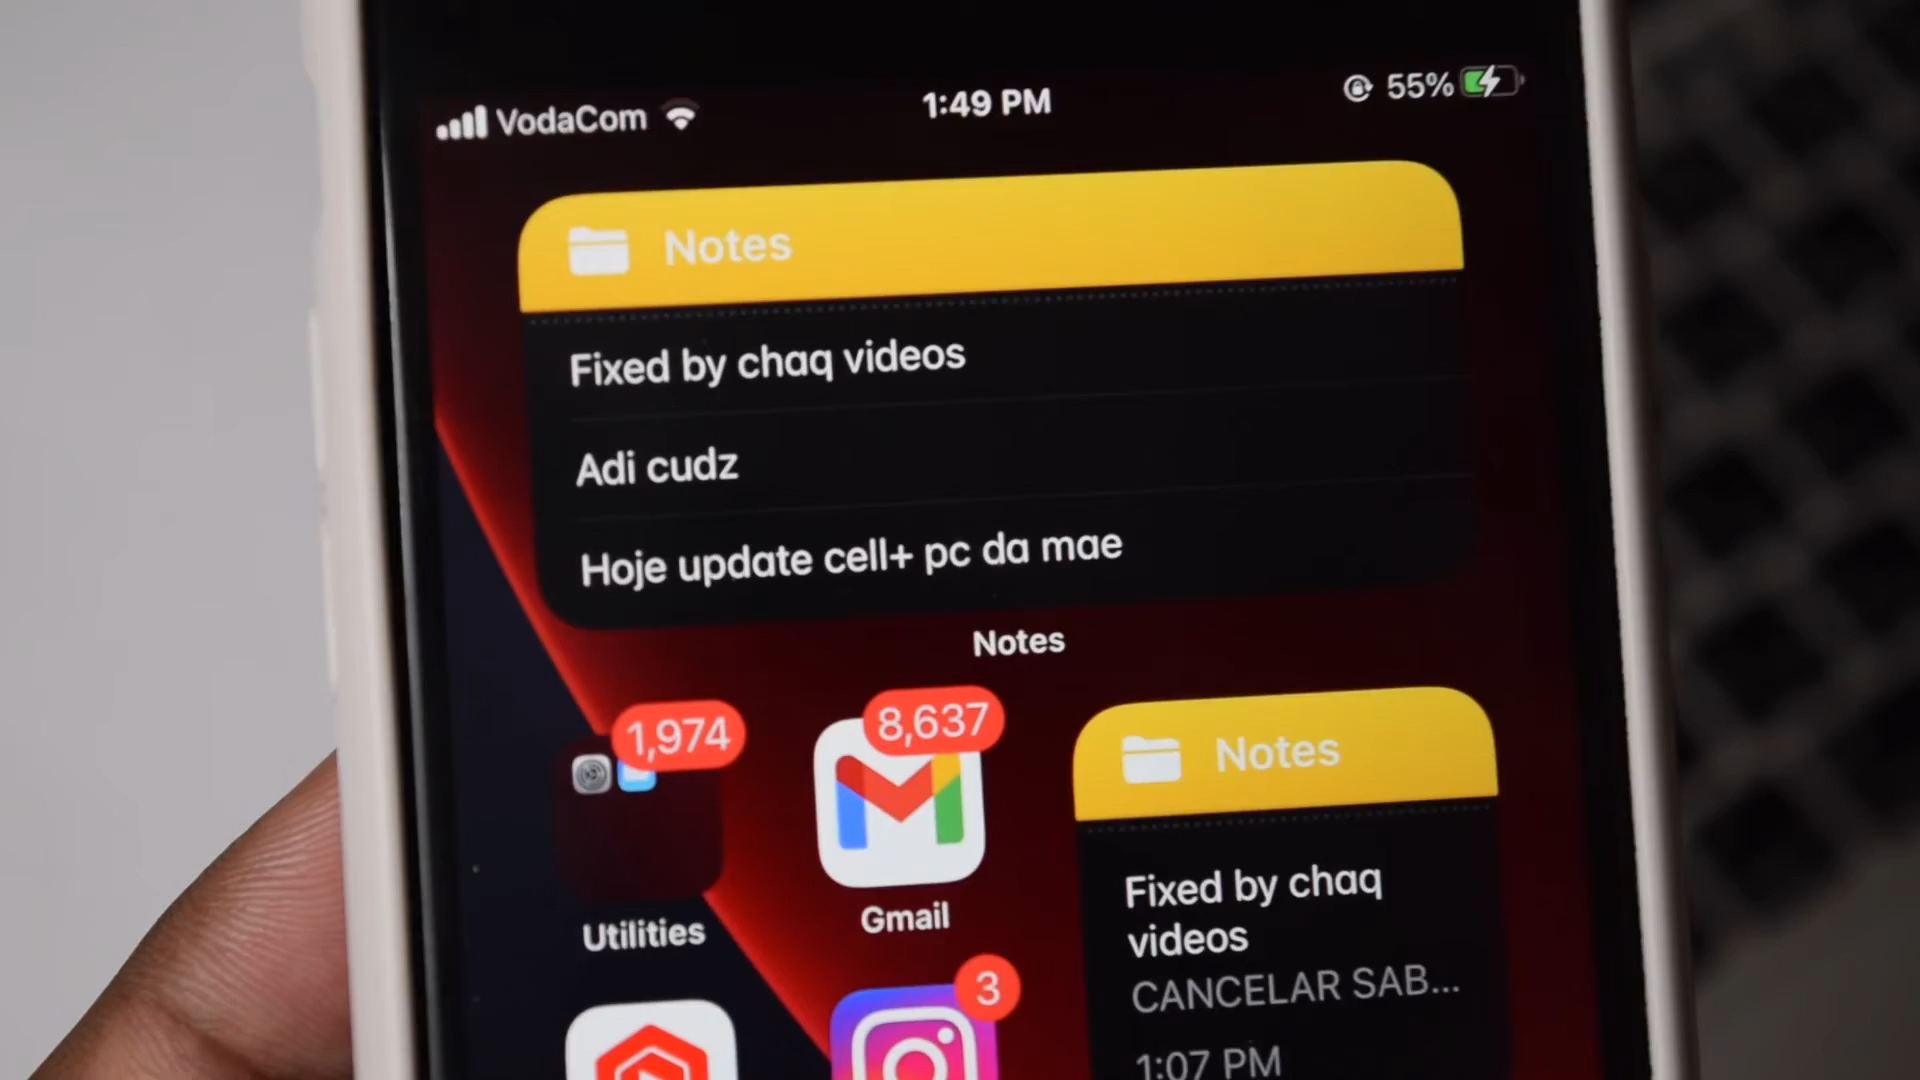 VodaCom 1:49 PM 55%
Notes
Fixed by chaq videos
Adi cudz
Hoje update cell+ pc da mae
Notes
1,974
8,637
Utilities
Gmail
3
Notes
Fixed by chaq
videos
CANCELAR SAB...
1:07 PM